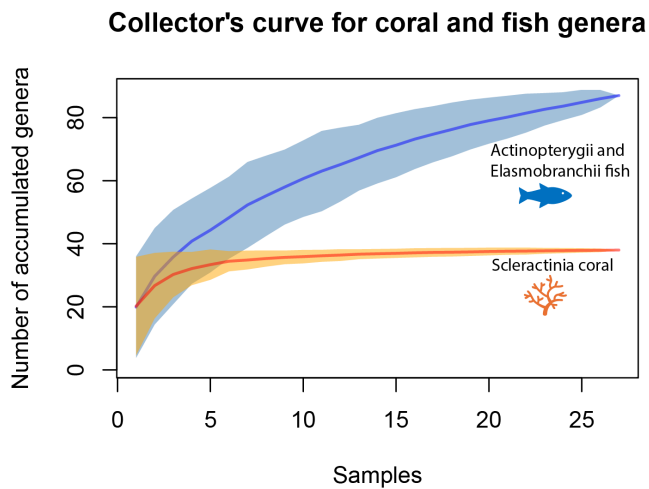 Collector's curve for coral and fish genera
Number of accumulated genera
80
60
40
20
0
Actinopterygii and
Elasmobranchii fish
Scleractinia coral
0 5 10 15 20 25
Samples